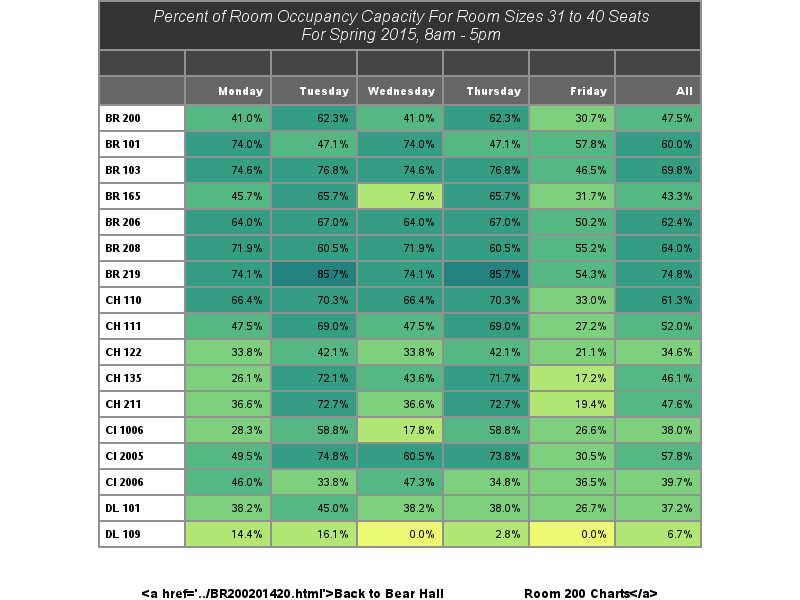 Percent of Room Occupancy Capacity For Room Sizes 31 to 40 Seats
For Spring 2015, 8am - 5pm
Monday Tuesday Wednesday Thursday Friday All
BR 200 41.0% 62.3% 41.0% 62.3% 30.7% 47.5%
BR 101 74.0% 47.1% 74.0% 47.1% 57.8% 60.0%
BR 103 74.6% 76.8% 74.6% 76.8% 46.5% 69.8%
BR 165 45.7% 65.7% 7.6% 65.7% 31.7% 43.3%
BR 206 64.0% 67.0% 64.0% 67.0% 50.2% 62.4%
BR 208 71.9% 60.5% 71.9% 60.5% 55.2% 64.0%
BR 219 74.1% 85.7% 74.1% 85.7% 54.3% 74.8%
CH 110 66.4% 70.3% 66.4% 70.3% 33.0% 61.3%
CH 111 47.5% 69.0% 47.5% 69.0% 27.2% 52.0%
CH 122 33.8% 42.1% 33.8% 42.1% 21.1% 34.6%
CH 135 26.1% 72.1% 43.6% 71.7% 17.2% 46.1%
CH 211 36.6% 72.7% 36.6% 72.7% 19.4% 47.6%
CI 1006 28.3% 58.8% 17.8% 58.8% 26.6% 38.0%
CI 2005 49.5% 74.8% 60.5% 73.8% 30.5% 57.8%
CI 2006 46.0% 33.8% 47.3% 34.8% 36.5% 39.7%
DL 101 38.2% 45.0% 38.2% 38.0% 26.7% 37.2%
DL 109 14.4% 16.1% 0.0% 2.8% 0.0% 6.7%
<a href='../BR200201420.html'>Back to Bear Hall Room 200 Charts</a>